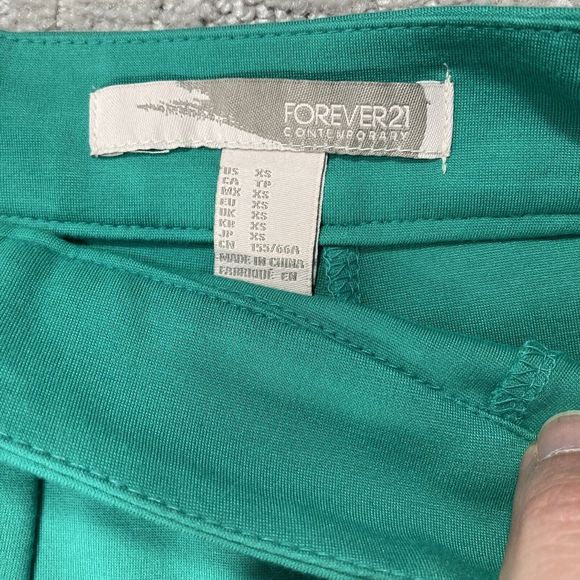 FOREVER21
CONTEMPORARY
US XS
CA TP
MX XS
EU XS
UK XS
KR XS
JP XS
CN 155/66A
MADE IN CHINA
FABRIQUÉ EN